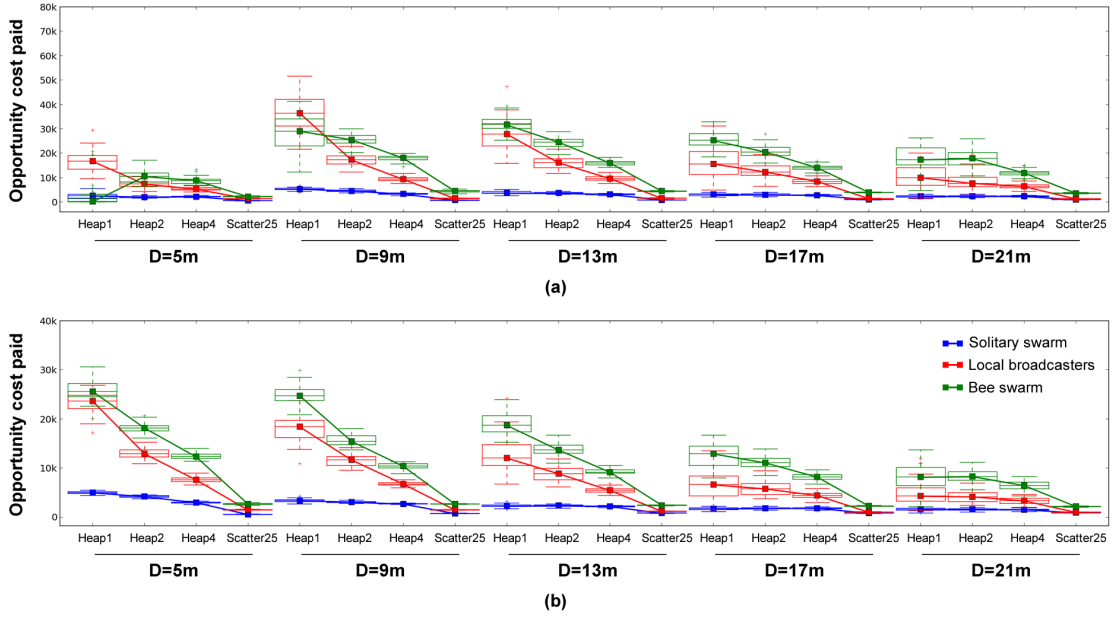 Opportunity cost paid
80k
70k
60k
50k
40k
30k
20k
10k
0
Heap1 Heap2 Heap4 Scatter25 Heap1 Heap2 Heap4 Scatter25 Heap1 Heap2 Heap4 Scatter25 Heap1 Heap2 Heap4 Scatter25 Heap1 Heap2 Heap4 Scatter25
D=5m D=9m D=13m D=17m D=21m
(a)
Opportunity cost paid
40k
30k
20k
10k
0
Solitary swarm
Local broadcasters
Bee swarm
Heap1 Heap2 Heap4 Scatter25 Heap1 Heap2 Heap4 Scatter25 Heap1 Heap2 Heap4 Scatter25 Heap1 Heap2 Heap4 Scatter25 Heap1 Heap2 Heap4 Scatter25
D=5m D=9m D=13m D=17m D=21m
(b)